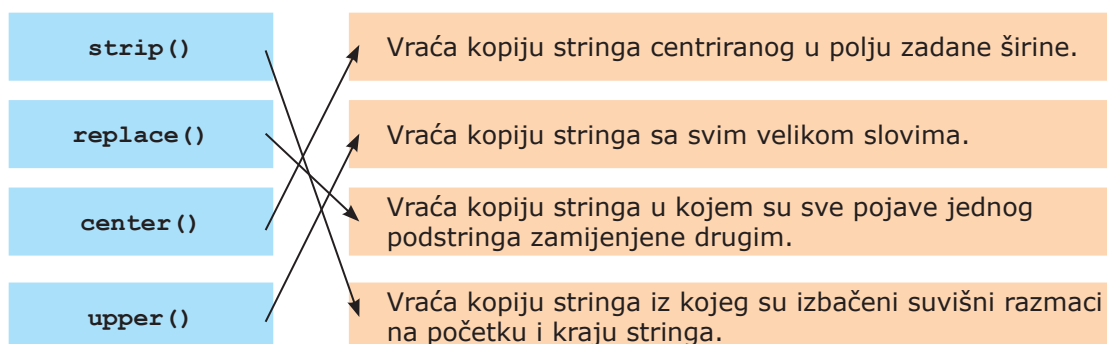 strip()
Vraća kopiju stringa centriranog u polju zadane širine.
replace()
Vraća kopiju stringa sa svim velikom slovima.
center()
Vraća kopiju stringa u kojem su sve pojave jednog
podstringa zamijenjene drugim.
upper()
Vraća kopiju stringa iz kojeg su izbačeni suvišni razmaci
na početku i kraju stringa.